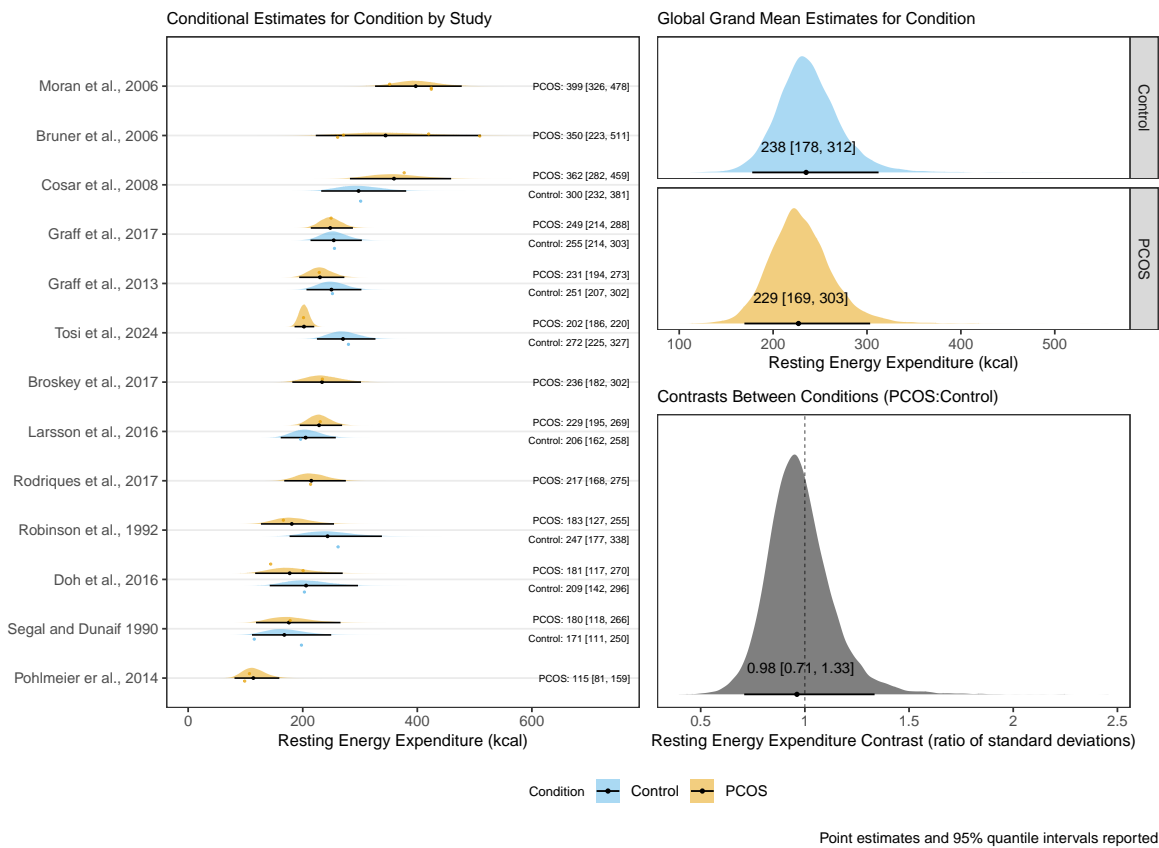 Conditional Estimates for Condition by Study
Moran et al., 2006
PCOS: 399 [326, 478]
Bruner et al., 2006
PCOS: 350 [223, 511]
Cosar et al., 2008
PCOS: 362 [282, 459]
Control: 300 [232, 381]
Graff et al., 2017
PCOS: 249 [214, 288]
Control: 255 [214, 303]
Graff et al., 2013
PCOS: 231 [194, 273]
Control: 251 [207, 302]
Tosi et al., 2024
PCOS: 202 [186, 220]
Control: 272 [225, 327]
Broskey et al., 2017
PCOS: 236 [182, 302]
Larsson et al., 2016
PCOS: 229 [195, 269]
Control: 206 [162, 258]
Rodriques et al., 2017
PCOS: 217 [168, 275]
Robinson et al., 1992
PCOS: 183 [127, 255]
Control: 247 [177, 338]
Doh et al., 2016
PCOS: 181 [117, 270]
Control: 209 [142, 296]
Segal and Dunaif 1990
PCOS: 180 [118, 266]
Control: 171 [111, 250]
Pohlmeier er al., 2014
PCOS: 115 [81, 159]
0 200 400 600
Resting Energy Expenditure (kcal)
Global Grand Mean Estimates for Condition
238 [178, 312]
Control
229 [169, 303]
PCOS
100 200 300 400 500
Resting Energy Expenditure (kcal)
Contrasts Between Conditions (PCOS:Control)
0.98 [0.71, 1.33]
0.5 1 1.5 2 2.5
Resting Energy Expenditure Contrast (ratio of standard deviations)
Condition Control PCOS
Point estimates and 95% quantile intervals reported